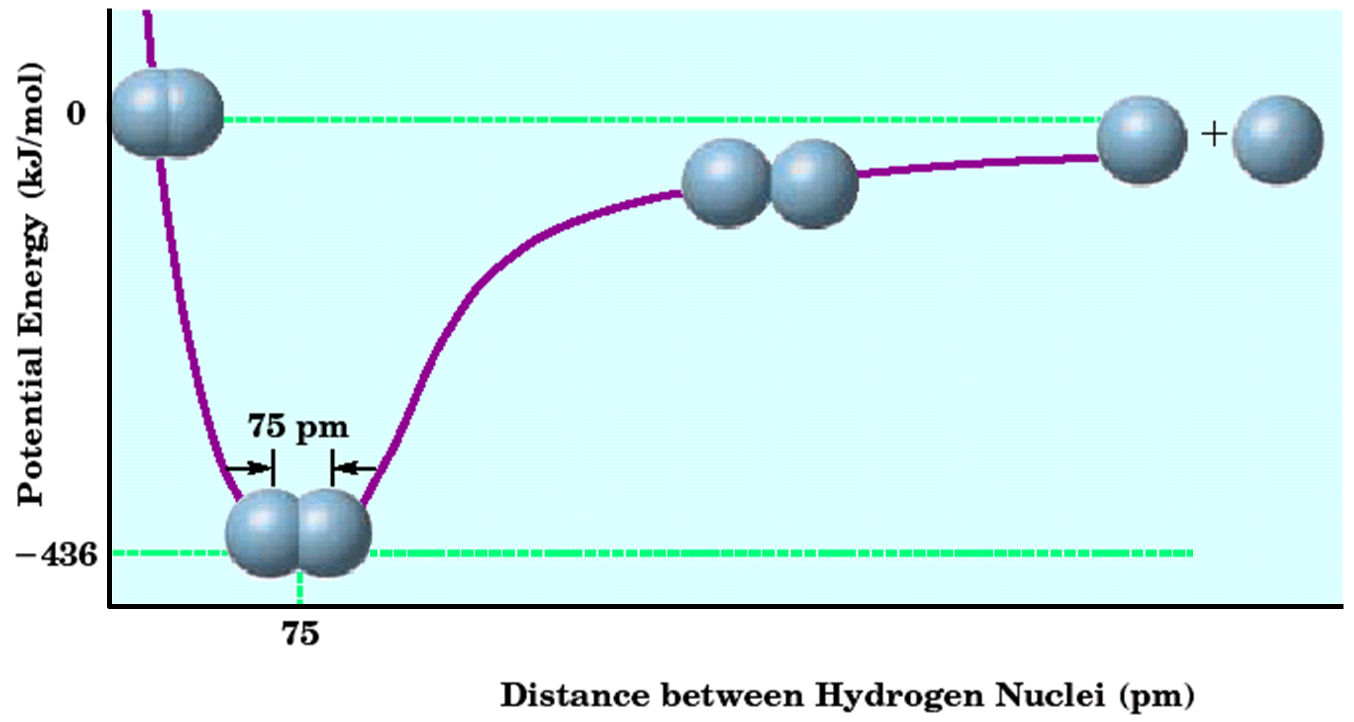 Potential Energy (kJ/mol)
0
+
75 pm
−436
75
Distance between Hydrogen Nuclei (pm)